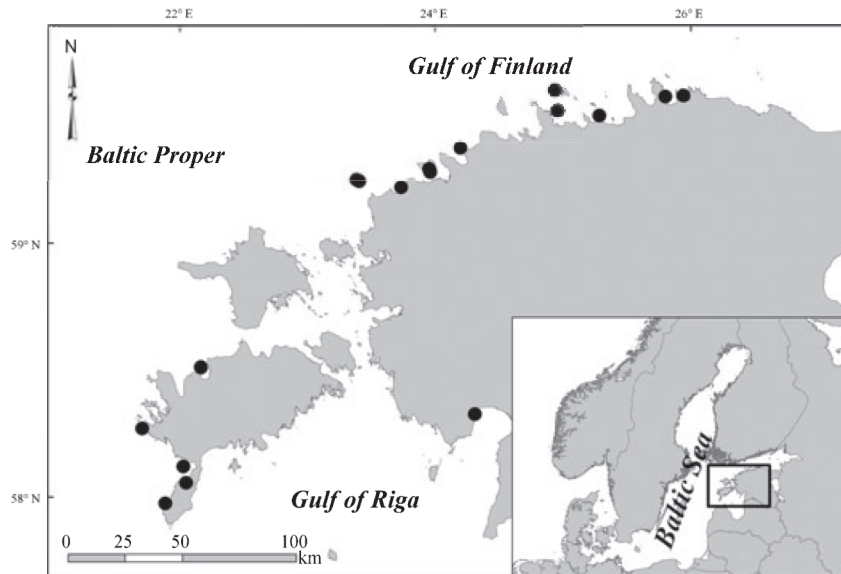 22° E
24° E
26° E
N
Gulf of Finland
Baltic Proper
59° N
58° N
Gulf of Riga
Baltic Sea
0 25 50 100
km